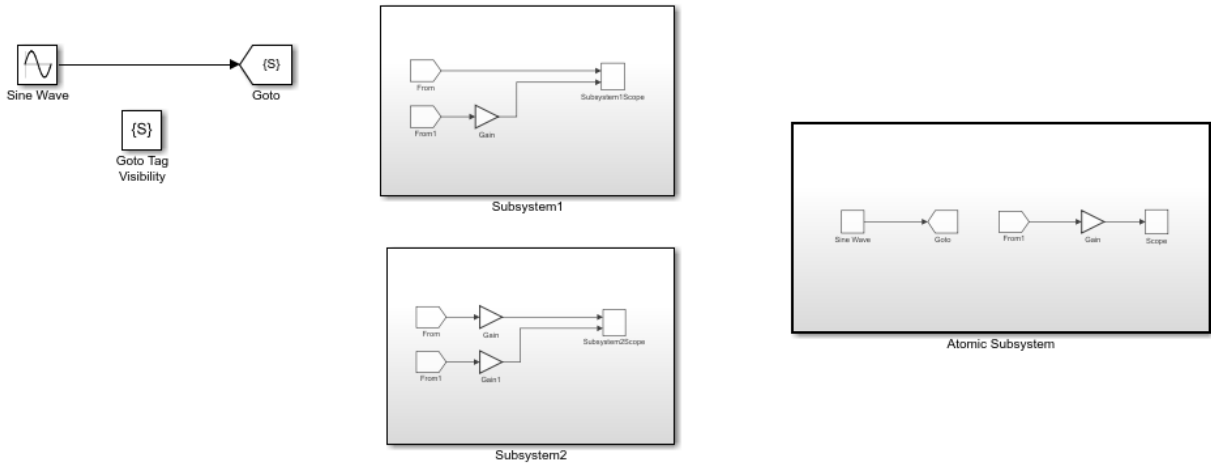 {S}
Sine Wave
Goto
{S}
Goto Tag
Visibility
From
Subsystem1Scope
From1
Gain
Subsystem1
From
Gain
Subsystem2Scope
From1
Gain1
Subsystem2
Sine Wave
Goto
From1
Gain
Scope
Atomic Subsystem